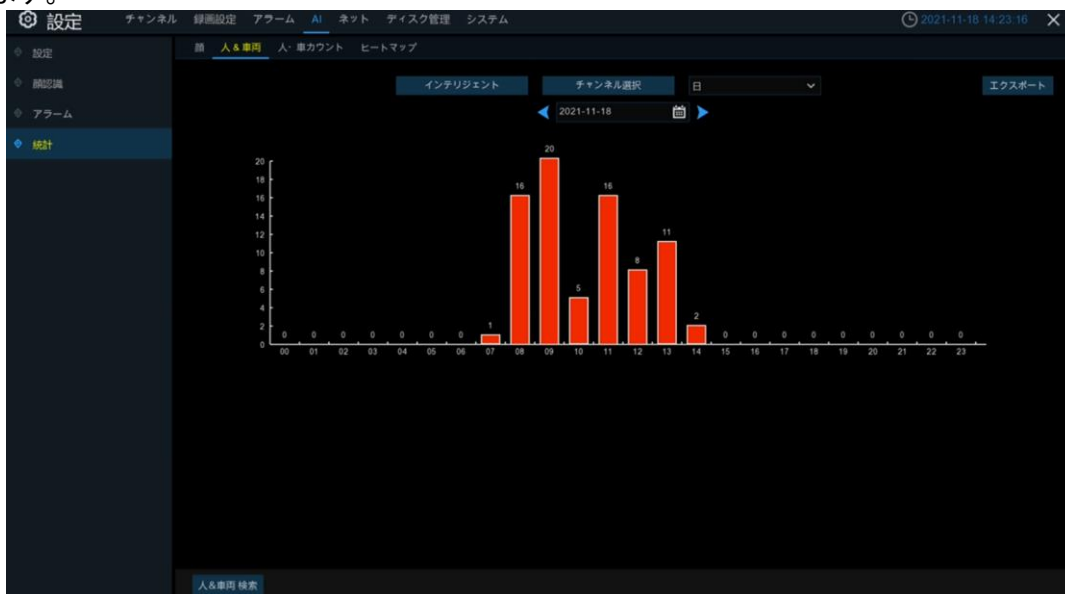 ます。
設定 チャンネル 録画設定 アラーム AI ネット ディスク管理 システム 2021-11-18 14:23:16
設定
顔認識
アラーム
統計
顔 人&車両 人・車カウント ヒートマップ
インテリジェント チャンネル選択 日 エクスポート
2021-11-18
20
18
16
14
12
10
8
6
4
2
0
0 0 0 0 0 0 0 1 16 20 5 16 8 11 2 0 0 0 0 0 0 0 0 0
00 01 02 03 04 05 06 07 08 09 10 11 12 13 14 15 16 17 18 19 20 21 22 23
人&車両 検索